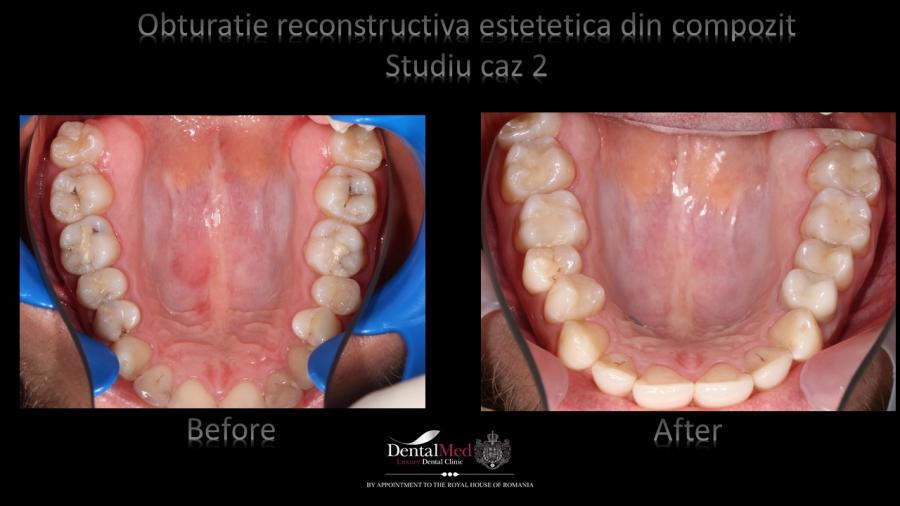 Obturatie reconstructiva estetetica din compozit
Studiu caz 2
Before
After
DentalMed
Luxury Dental Clinic
BY APPOINTMENT TO THE ROYAL HOUSE OF ROMANIA